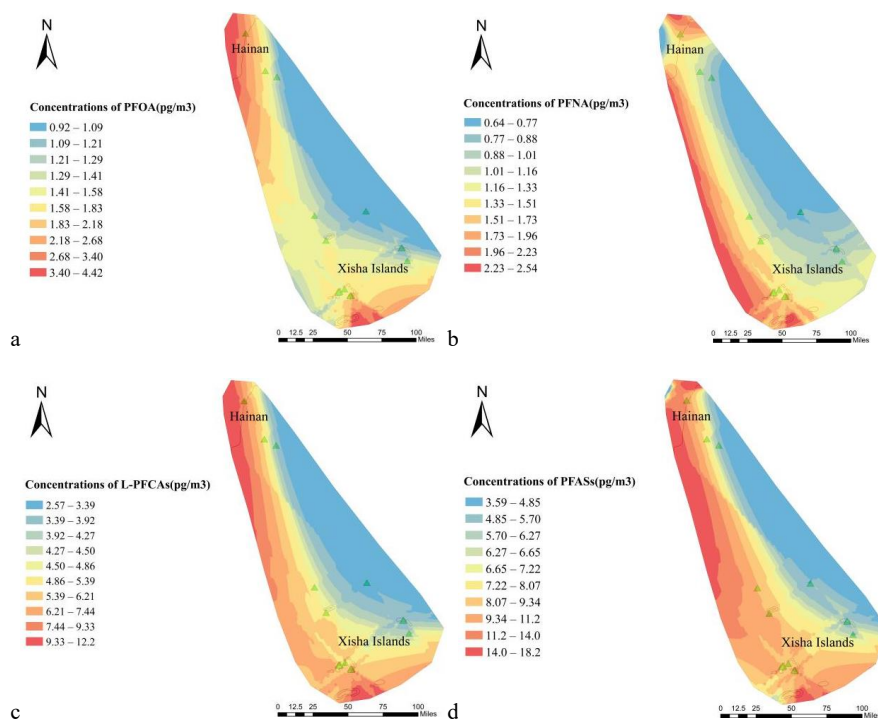 N
Hainan
Concentrations of PFOA(pg/m3)
0.92 – 1.09
1.09 – 1.21
1.21 – 1.29
1.29 – 1.41
1.41 – 1.58
1.58 – 1.83
1.83 – 2.18
2.18 – 2.68
2.68 – 3.40
3.40 – 4.42
Xisha Islands
0 12.5 25 50 75 100
Miles
a
N
Hainan
Concentrations of PFNA(pg/m3)
0.64 – 0.77
0.77 – 0.88
0.88 – 1.01
1.01 – 1.16
1.16 – 1.33
1.33 – 1.51
1.51 – 1.73
1.73 – 1.96
1.96 – 2.23
2.23 – 2.54
Xisha Islands
0 12.5 25 50 75 100
Miles
b
N
Hainan
Concentrations of L-PFCAs(pg/m3)
2.57 – 3.39
3.39 – 3.92
3.92 – 4.27
4.27 – 4.50
4.50 – 4.86
4.86 – 5.39
5.39 – 6.21
6.21 – 7.44
7.44 – 9.33
9.33 – 12.2
Xisha Islands
0 12.5 25 50 75 100
Miles
c
N
Hainan
Concentrations of PFASs(pg/m3)
3.59 – 4.85
4.85 – 5.70
5.70 – 6.27
6.27 – 6.65
6.65 – 7.22
7.22 – 8.07
8.07 – 9.34
9.34 – 11.2
11.2 – 14.0
14.0 – 18.2
Xisha Islands
0 12.5 25 50 75 100
Miles
d